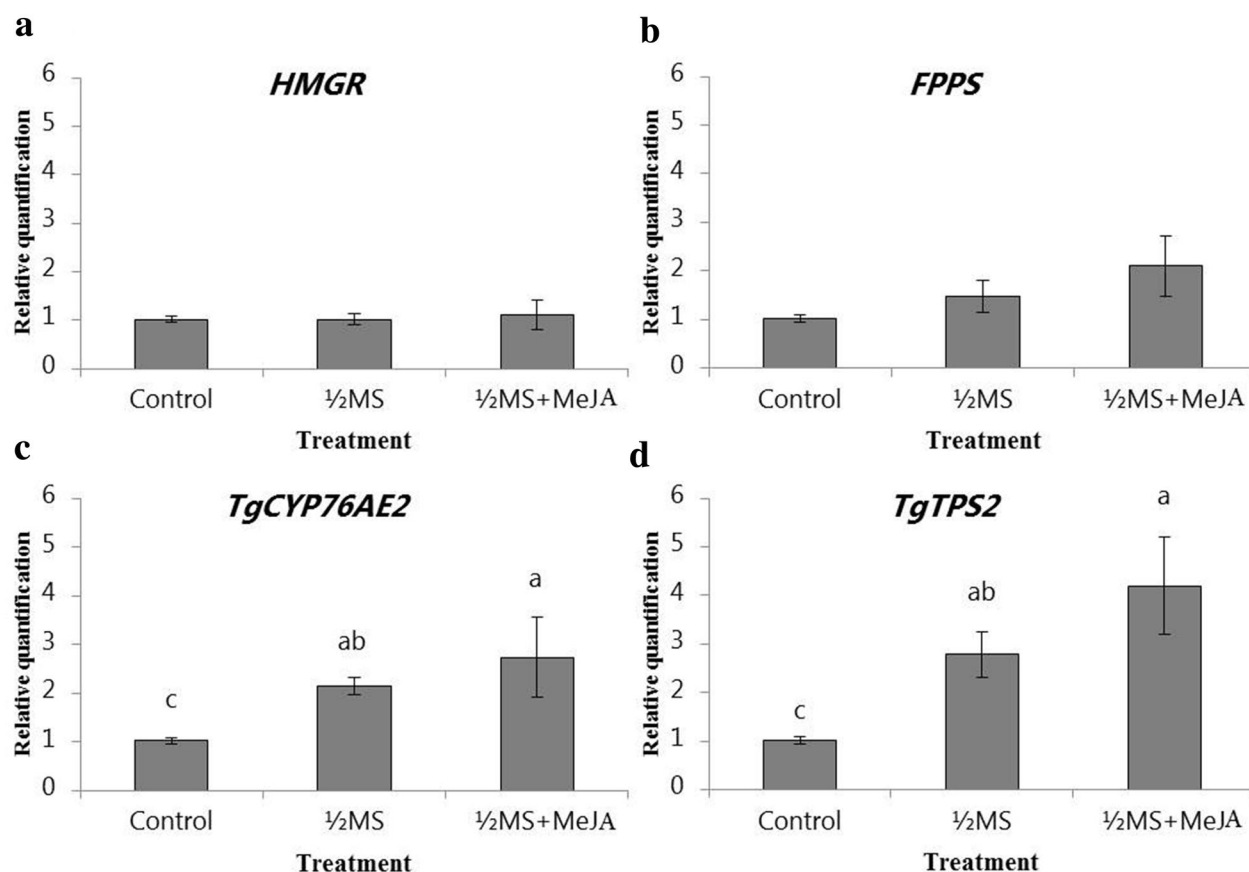 a
HMGR
Relative quantification
6
5
4
3
2
1
0
Control ½MS ½MS+MeJA
Treatment
b
FPPS
Relative quantification
6
5
4
3
2
1
0
Control ½MS ½MS+MeJA
Treatment
c
TgCYP76AE2
Relative quantification
6
5
4
3
2
1
0
c
ab
a
Control ½MS ½MS+MeJA
Treatment
d
TgTPS2
Relative quantification
6
5
4
3
2
1
0
c
ab
a
Control ½MS ½MS+MeJA
Treatment